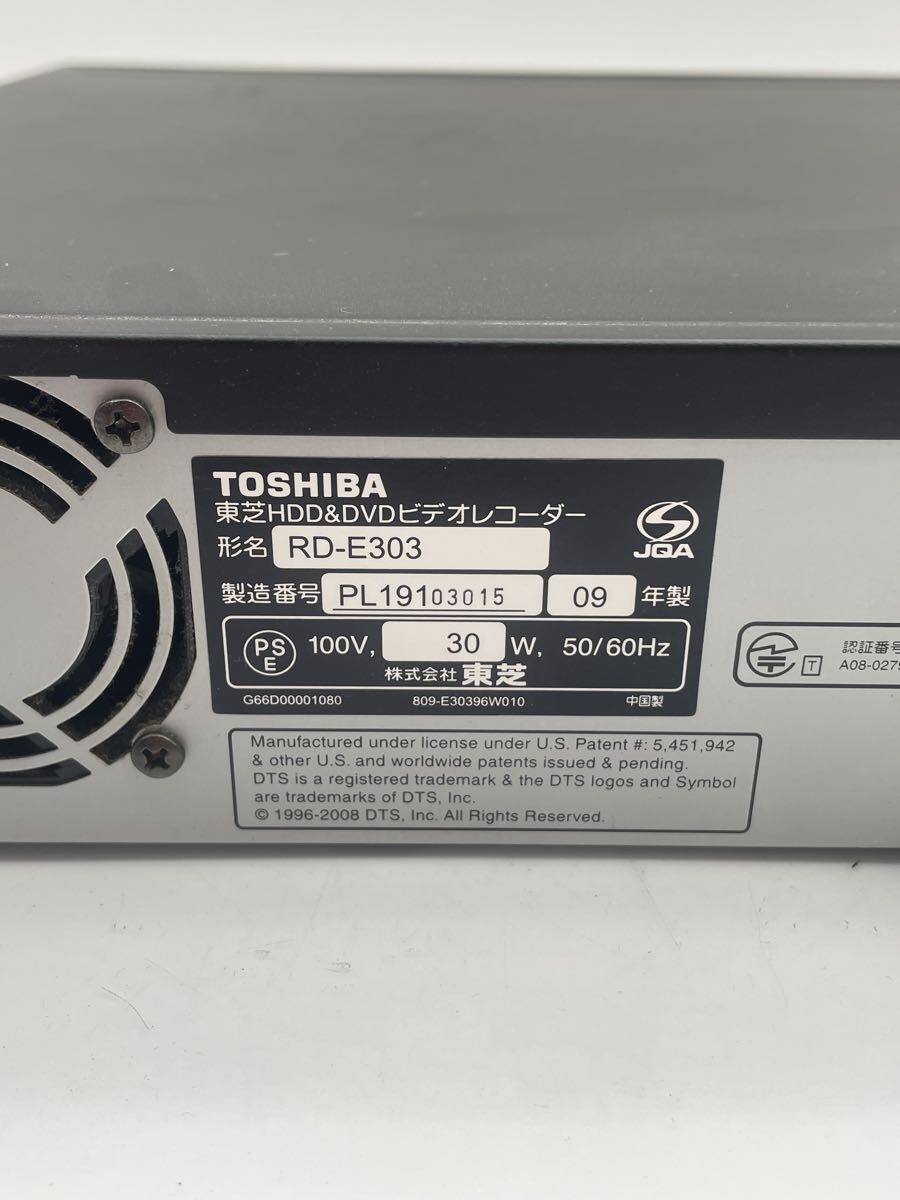 TOSHIBA
東芝HDD&DVDビデオレコーダー
JQA
形名 RD-E303
製造番号 PL19103015 09 年製
PSE 100V, 30 W, 50/60Hz
株式会社 東芝
G66D00001080 809-E30396W010 中国製
T
認証番号
A08-0279
Manufactured under license under U.S. Patent #: 5,451,942
& other U.S. and worldwide patents issued & pending.
DTS is a registered trademark & the DTS logos and Symbol
are trademarks of DTS, Inc.
© 1996-2008 DTS, Inc. All Rights Reserved.